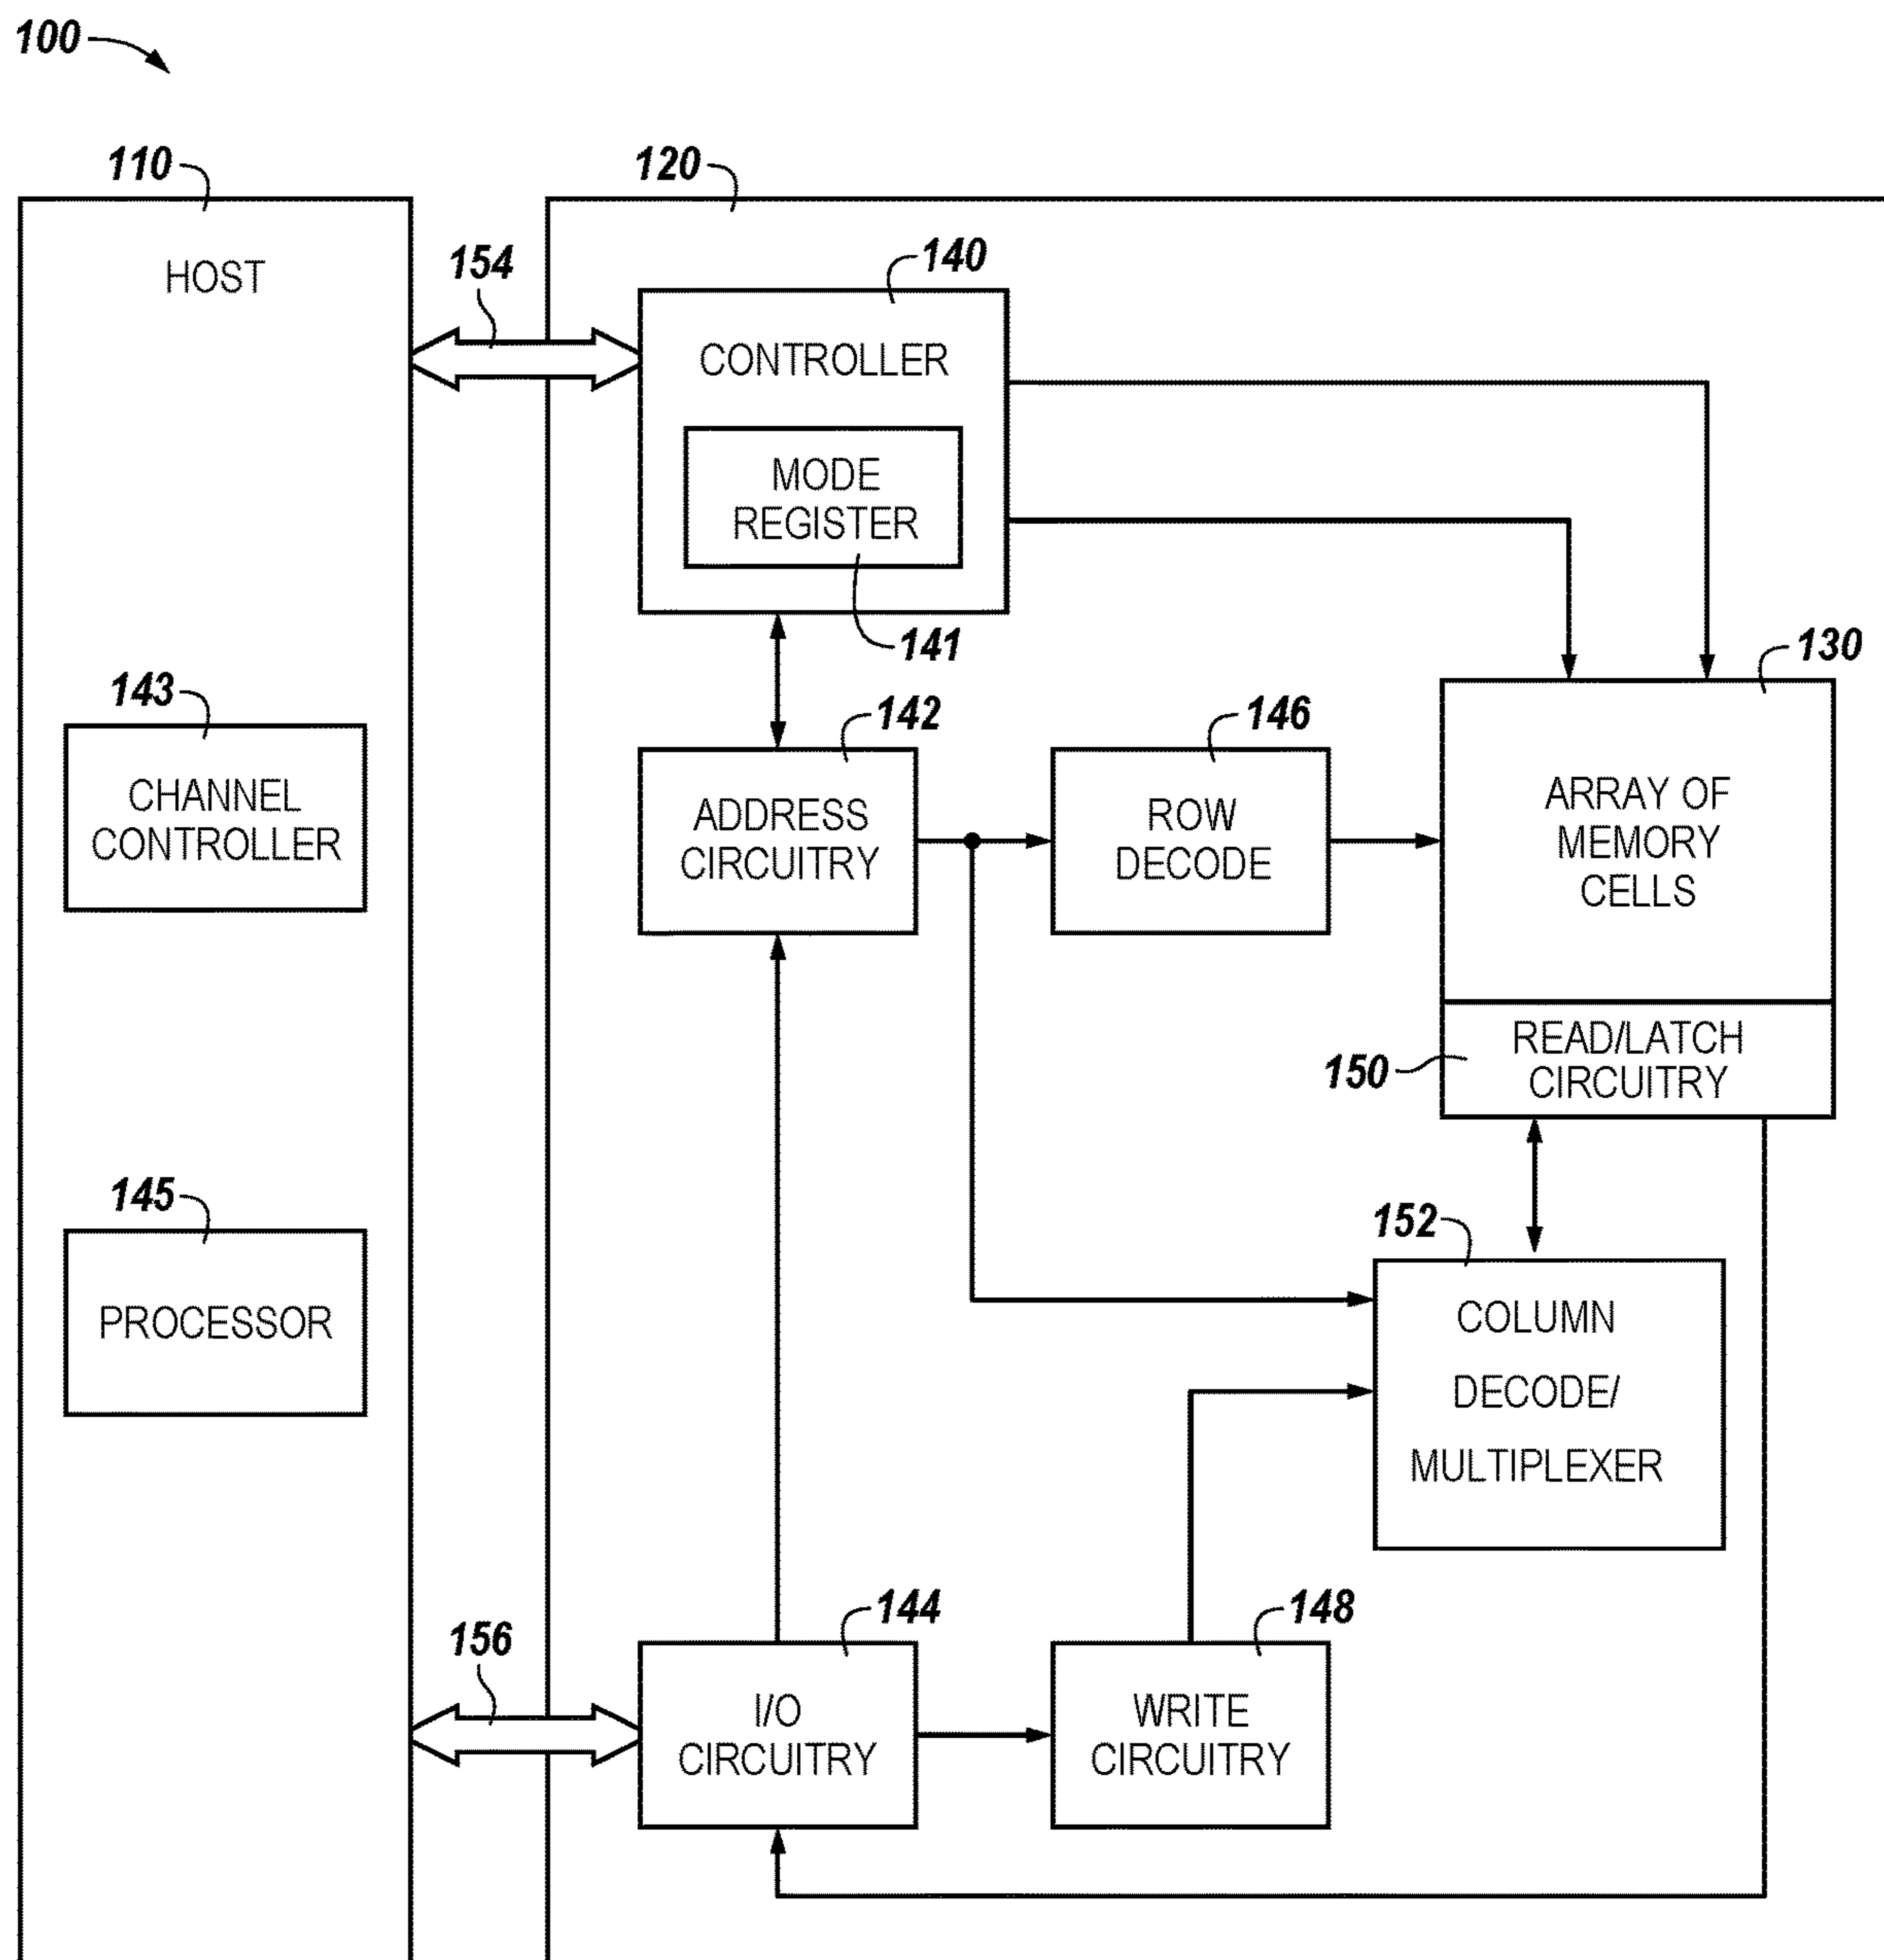 100
110
HOST
120
154
140
CONTROLLER
MODE
REGISTER
141
130
143
CHANNEL
CONTROLLER
142
ADDRESS
CIRCUITRY
146
ROW
DECODE
ARRAY OF
MEMORY
CELLS
150
READ/LATCH
CIRCUITRY
145
PROCESSOR
152
COLUMN
DECODE/
MULTIPLEXER
156
144
I/O
CIRCUITRY
148
WRITE
CIRCUITRY